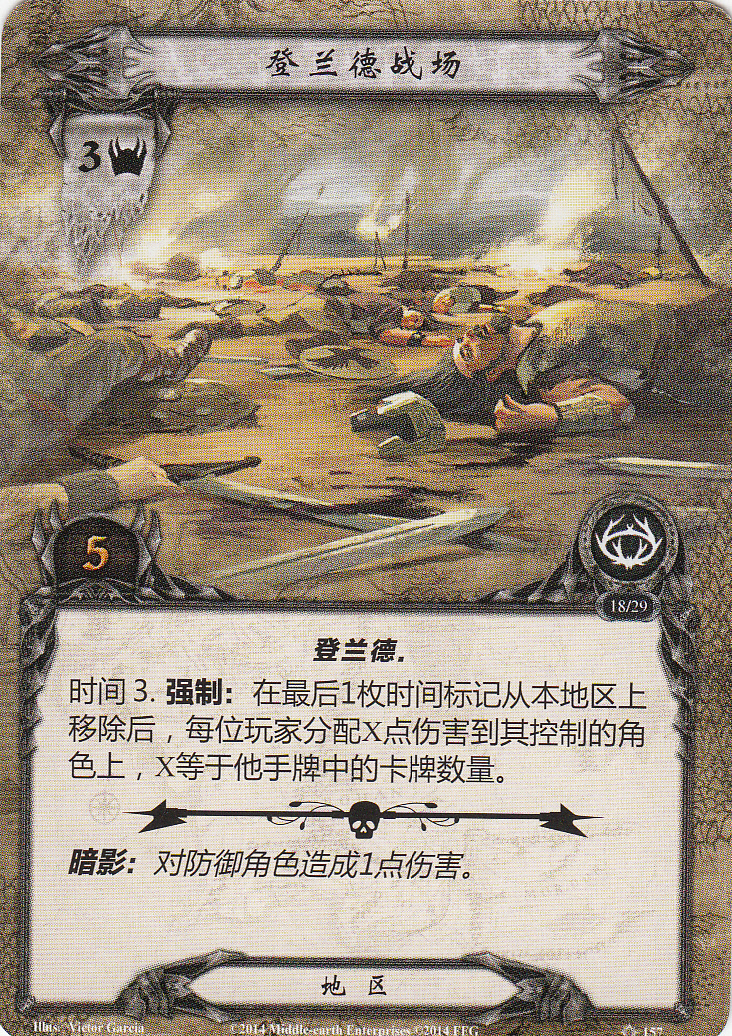 登兰德战场
3
5
18/29
登兰德.
时间 3. 强制：在最后1枚时间标记从本地区上
移除后，每位玩家分配X点伤害到其控制的角
色上，X等于他手牌中的卡牌数量。
暗影：对防御角色造成1点伤害。
地区
Illus: Victor Garcia
©2014 Middle-earth Enterprises ©2014 FFG
157